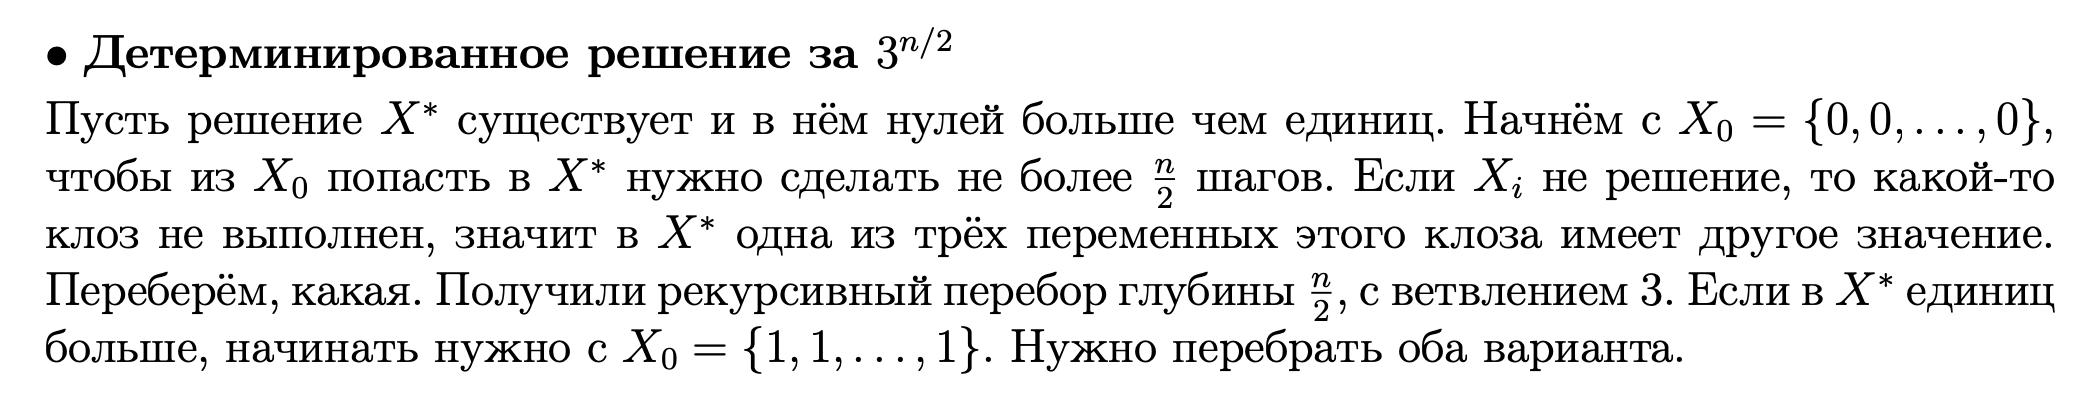 • Детерминированное решение за $3^{n/2}$
Пусть решение $X^*$ существует и в нём нулей больше чем единиц. Начнём с $X_0 = \{0, 0, \ldots, 0\}$,
чтобы из $X_0$ попасть в $X^*$ нужно сделать не более $\frac{n}{2}$ шагов. Если $X_i$ не решение, то какой-то
клоз не выполнен, значит в $X^*$ одна из трёх переменных этого клоза имеет другое значение.
Переберём, какая. Получили рекурсивный перебор глубины $\frac{n}{2}$, с ветвлением 3. Если в $X^*$ единиц
больше, начинать нужно с $X_0 = \{1, 1, \ldots, 1\}$. Нужно перебрать оба варианта.